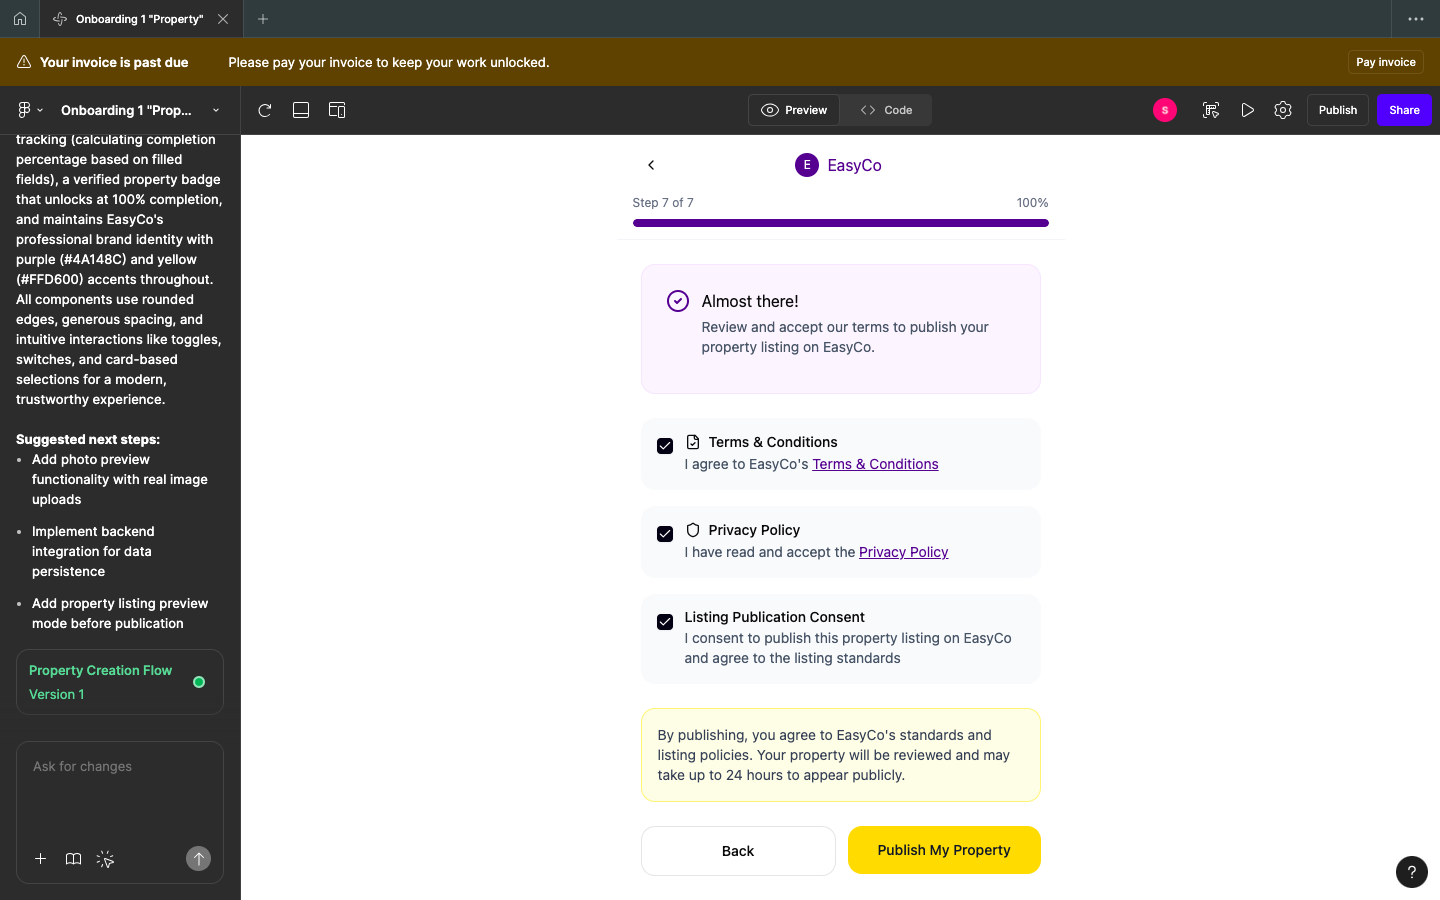 Onboarding 1 "Property"
Your invoice is past due
Please pay your invoice to keep your work unlocked.
Pay invoice
Onboarding 1 "Prop...
Preview
Code
S
Publish
Share
tracking (calculating completion
percentage based on filled
fields), a verified property badge
that unlocks at 100% completion,
and maintains EasyCo's
professional brand identity with
purple (#4A148C) and yellow
(#FFD600) accents throughout.
All components use rounded
edges, generous spacing, and
intuitive interactions like toggles,
switches, and card-based
selections for a modern,
trustworthy experience.
Suggested next steps:
• Add photo preview
functionality with real image
uploads
• Implement backend
integration for data
persistence
• Add property listing preview
mode before publication
Property Creation Flow
Version 1
Ask for changes
E EasyCo
Step 7 of 7
100%
Almost there!
Review and accept our terms to publish your
property listing on EasyCo.
Terms & Conditions
I agree to EasyCo's Terms & Conditions
Privacy Policy
I have read and accept the Privacy Policy
Listing Publication Consent
I consent to publish this property listing on EasyCo
and agree to the listing standards
By publishing, you agree to EasyCo's standards and
listing policies. Your property will be reviewed and may
take up to 24 hours to appear publicly.
Back
Publish My Property
?